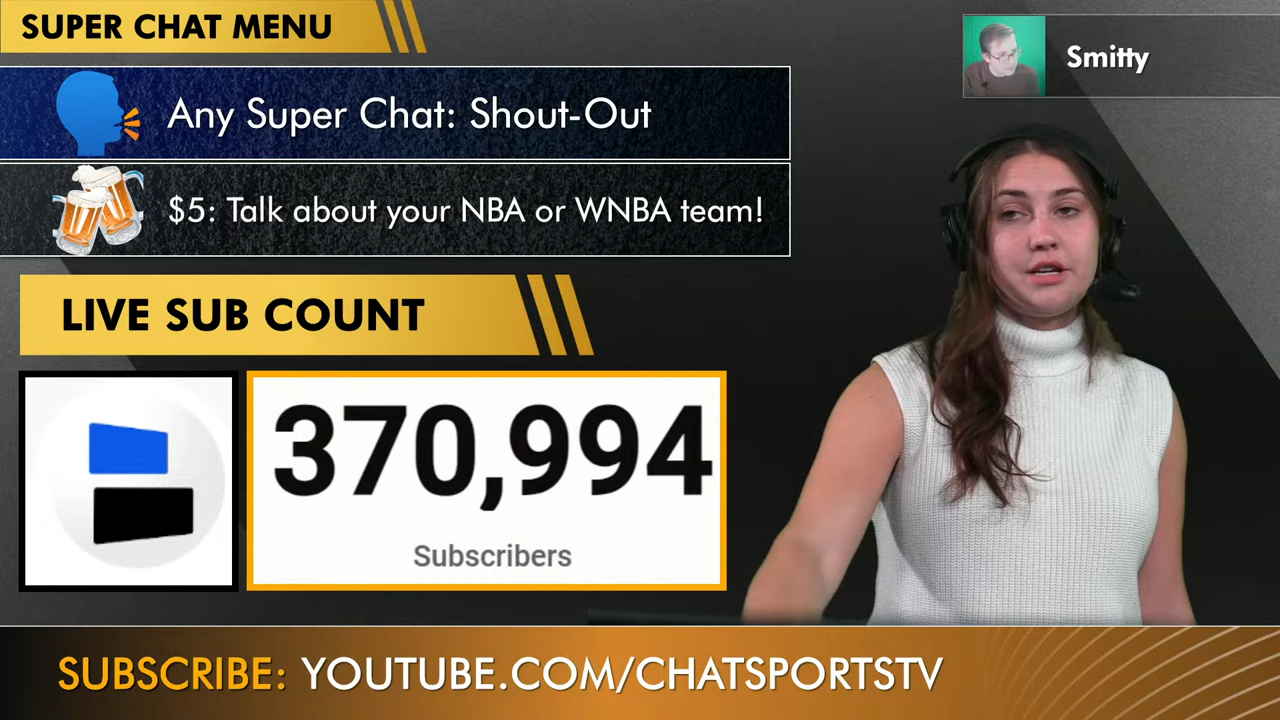 SUPER CHAT MENU
Smitty
Any Super Chat: Shout-Out
$5: Talk about your NBA or WNBA team!
LIVE SUB COUNT
370,994
Subscribers
SUBSCRIBE: YOUTUBE.COM/CHATSPORTSTV